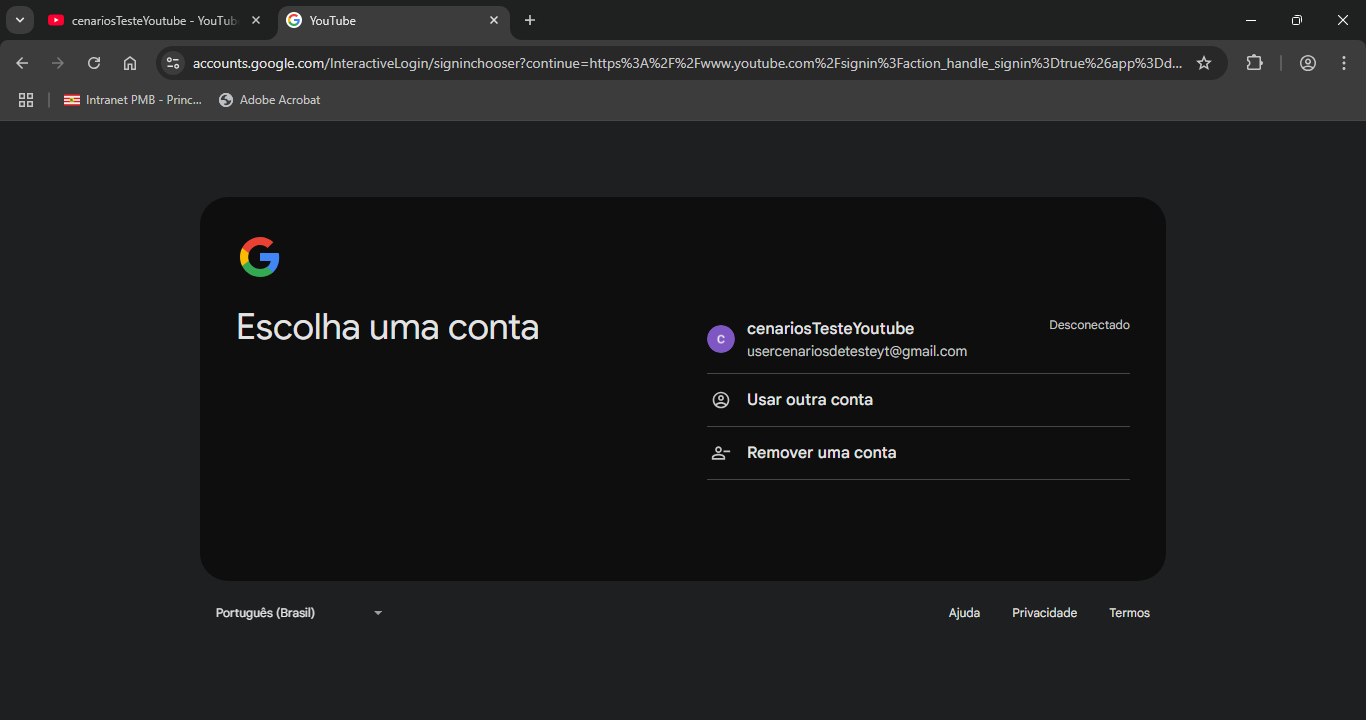 cenariosTesteYoutube - YouTub
YouTube
accounts.google.com/InteractiveLogin/signinchooser?continue=https%3A%2F%2Fwww.youtube.com%2Fsignin%3Faction_handle_signin%3Dtrue%26app%3Dd...
Intranet PMB - Princ...
Adobe Acrobat
Escolha uma conta
C
cenariosTesteYoutube
Desconectado
usercenariosdetesteyt@gmail.com
Usar outra conta
Remover uma conta
Português (Brasil)
Ajuda
Privacidade
Termos